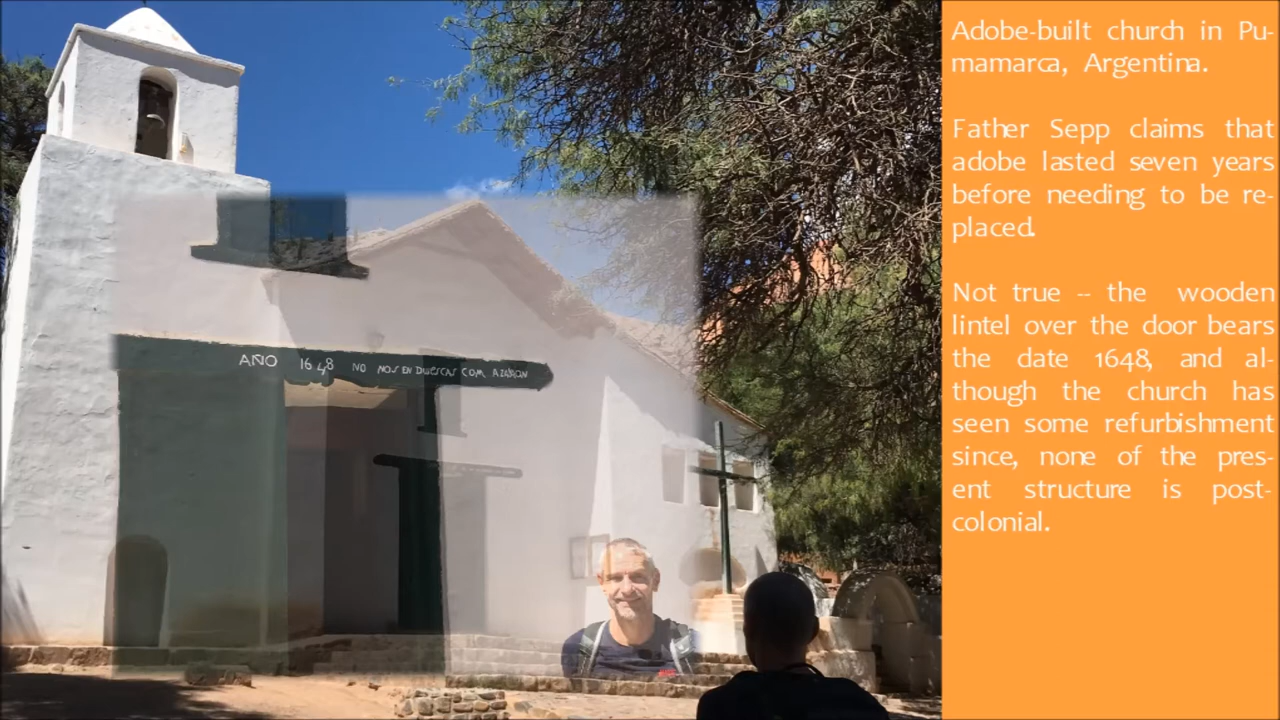 Adobe-built church in Pu-
mamarca, Argentina.
Father Sepp claims that
adobe lasted seven years
before needing to be re-
placed.
Not true -- the wooden
lintel over the door bears
the date 1648, and al-
though the church has
seen some refurbishment
since, none of the pres-
ent structure is post-
colonial.
AÑO 1648 NO NOS EN